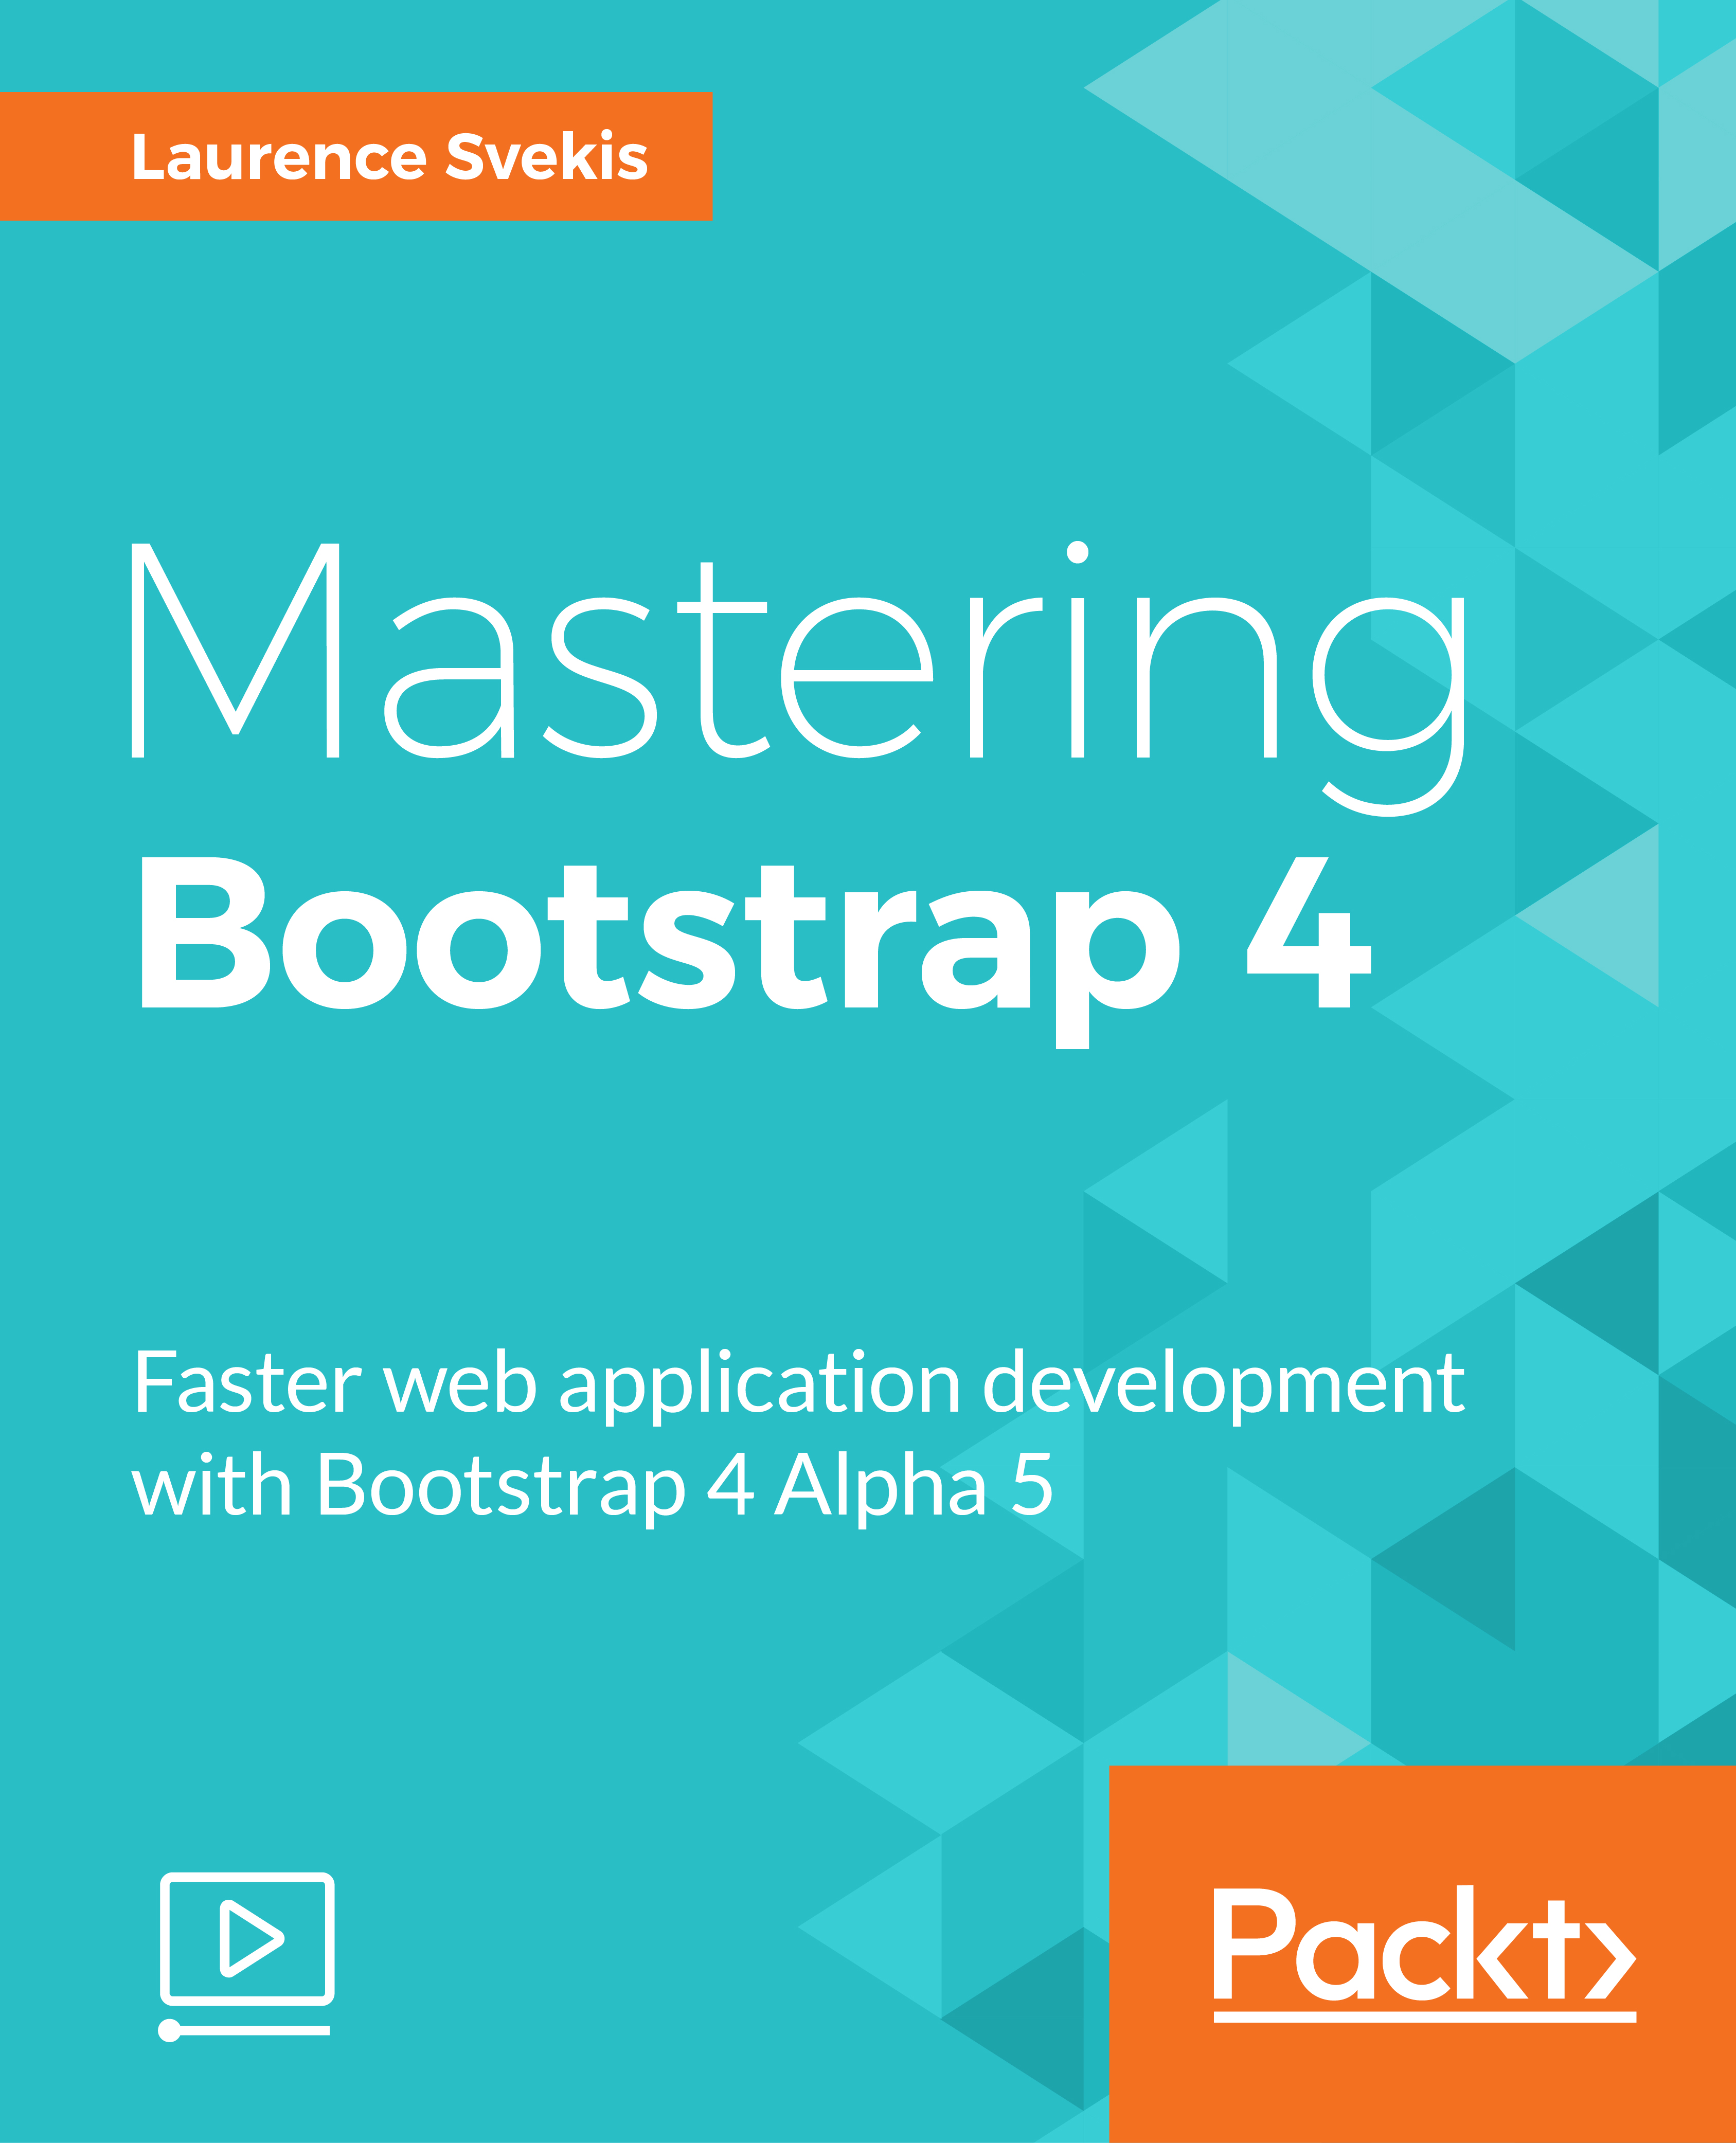 Laurence Svekis
Mastering
Bootstrap 4
Faster web application development
with Bootstrap 4 Alpha 5
Packt>